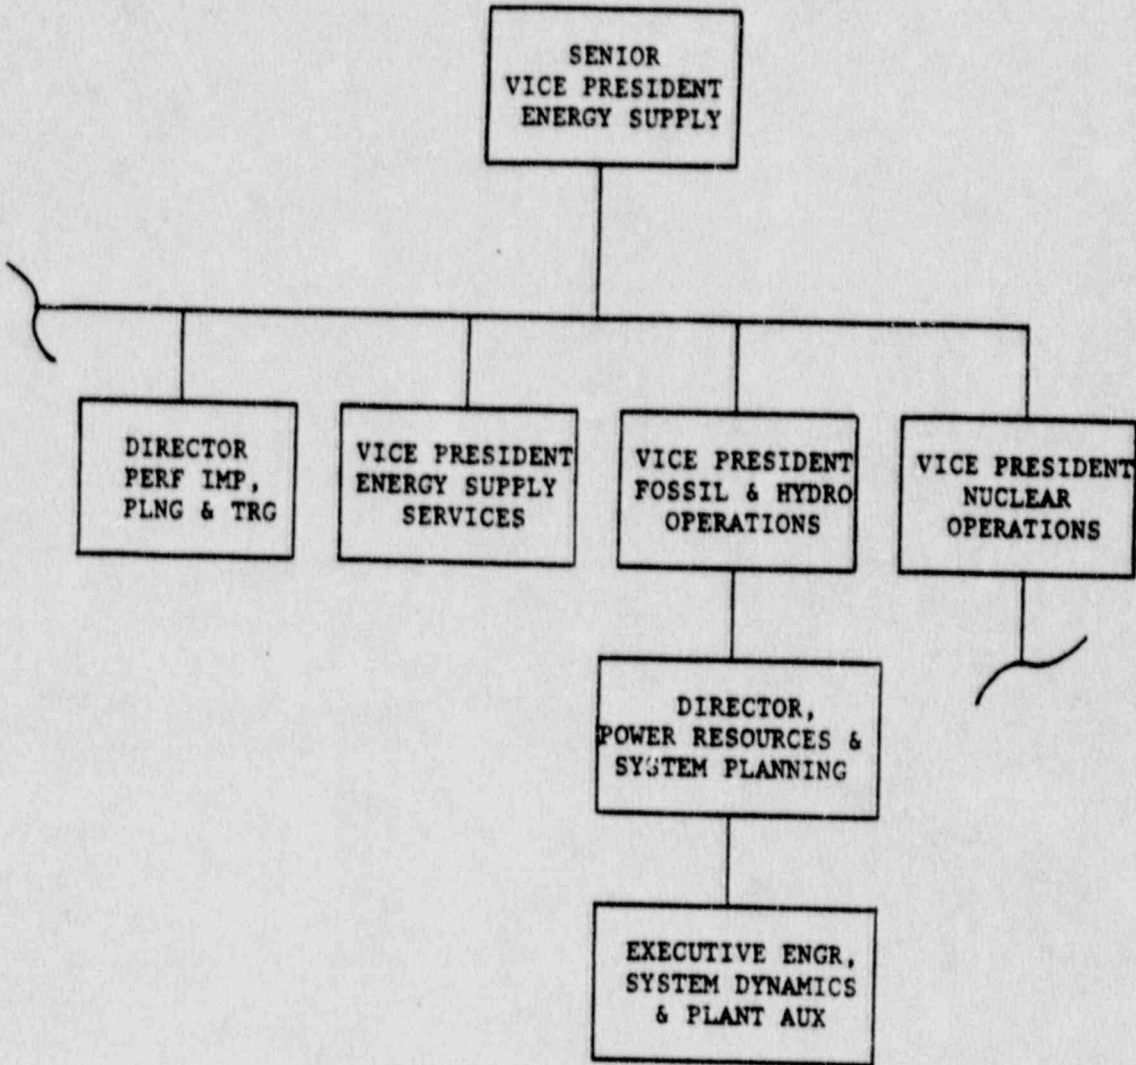 SENIOR
VICE PRESIDENT
ENERGY SUPPLY
DIRECTOR
PERF IMP,
PLNG & TRG
VICE PRESIDENT
ENERGY SUPPLY
SERVICES
VICE PRESIDENT
FOSSIL & HYDRO
OPERATIONS
VICE PRESIDENT
NUCLEAR
OPERATIONS
DIRECTOR,
POWER RESOURCES &
SYSTEM PLANNING
EXECUTIVE ENGR,
SYSTEM DYNAMICS
& PLANT AUX